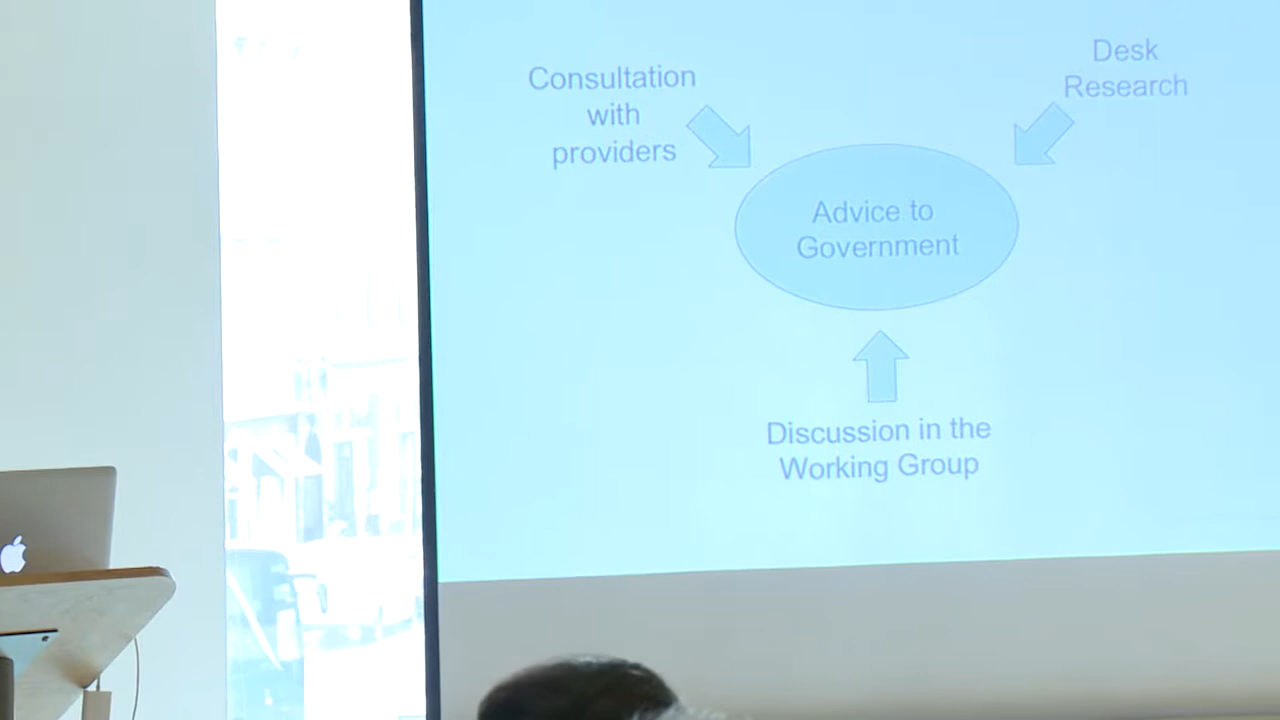 Consultation
with
providers
Desk
Research
Advice to
Government
Discussion in the
Working Group